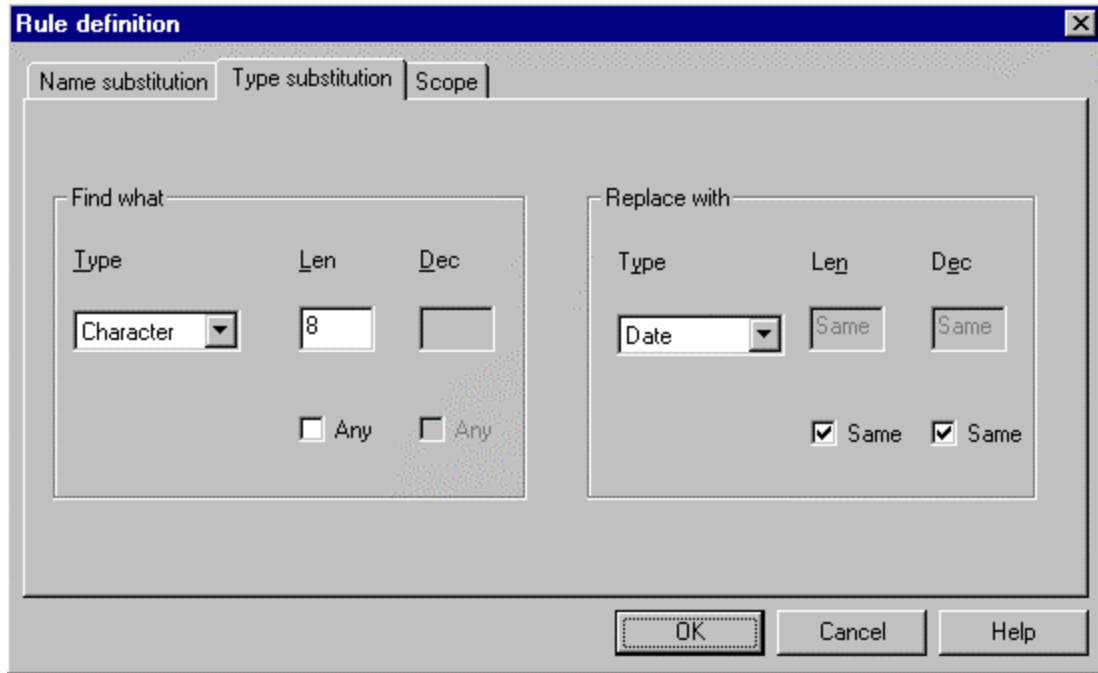 Rule definition
Name substitution Type substitution Scope
Find what
Type Len Dec
Character 8
Any Any
Replace with
Type Len Dec
Date Same Same
Same Same
OK Cancel Help